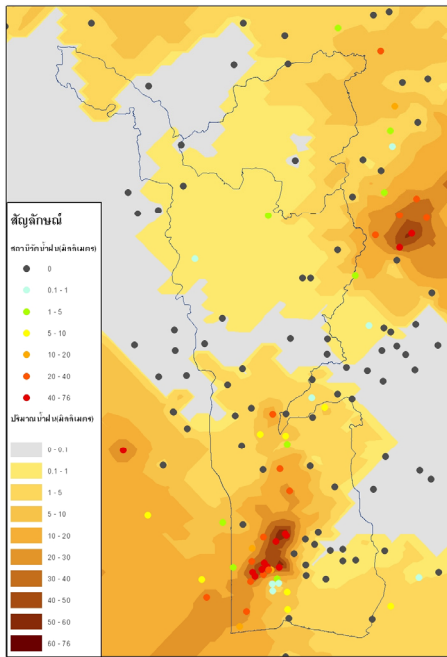 สัญลักษณ์
สถานีวัดน้ำฝน(มิลลิเมตร)
0
0.1 - 1
1 - 5
5 - 10
10 - 20
20 - 40
40 - 76
ปริมาณน้ำฝน(มิลลิเมตร)
0 - 0.1
0.1 - 1
1 - 5
5 - 10
10 - 20
20 - 30
30 - 40
40 - 50
50 - 60
60 - 76